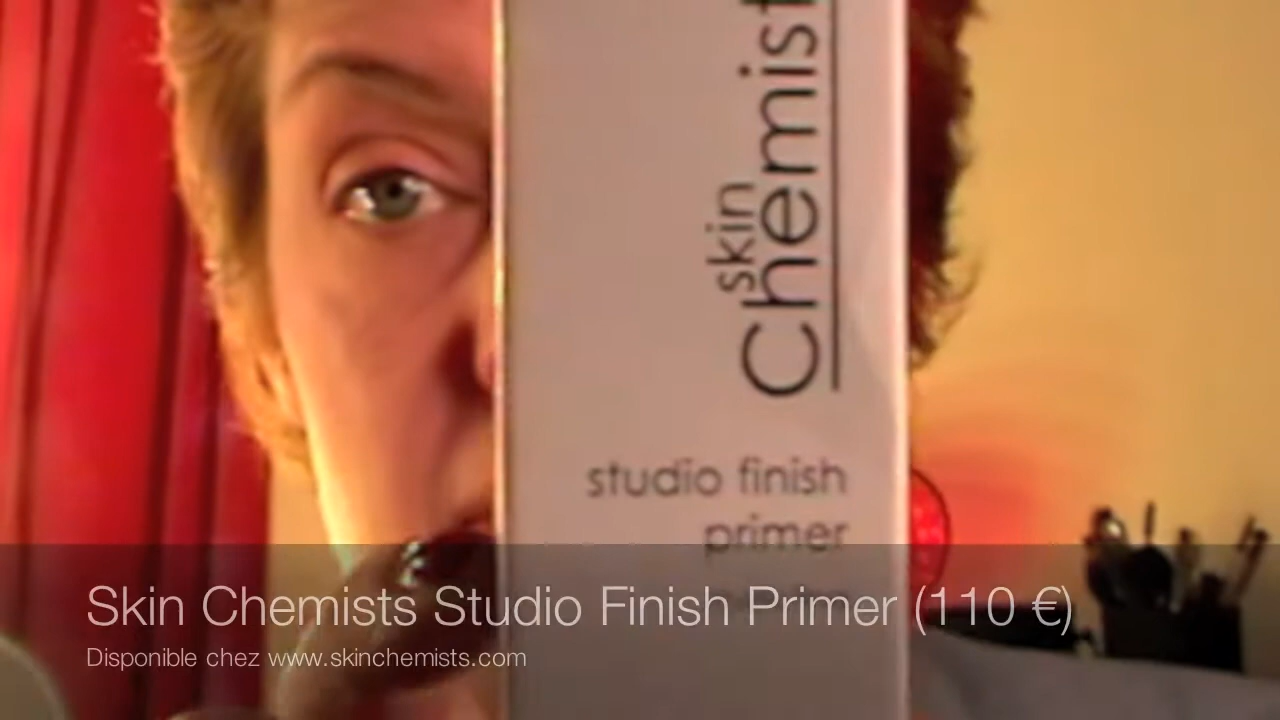 skin
Chemist
studio finish
primer
Skin Chemists Studio Finish Primer (110 €)
Disponible chez www.skinchemists.com